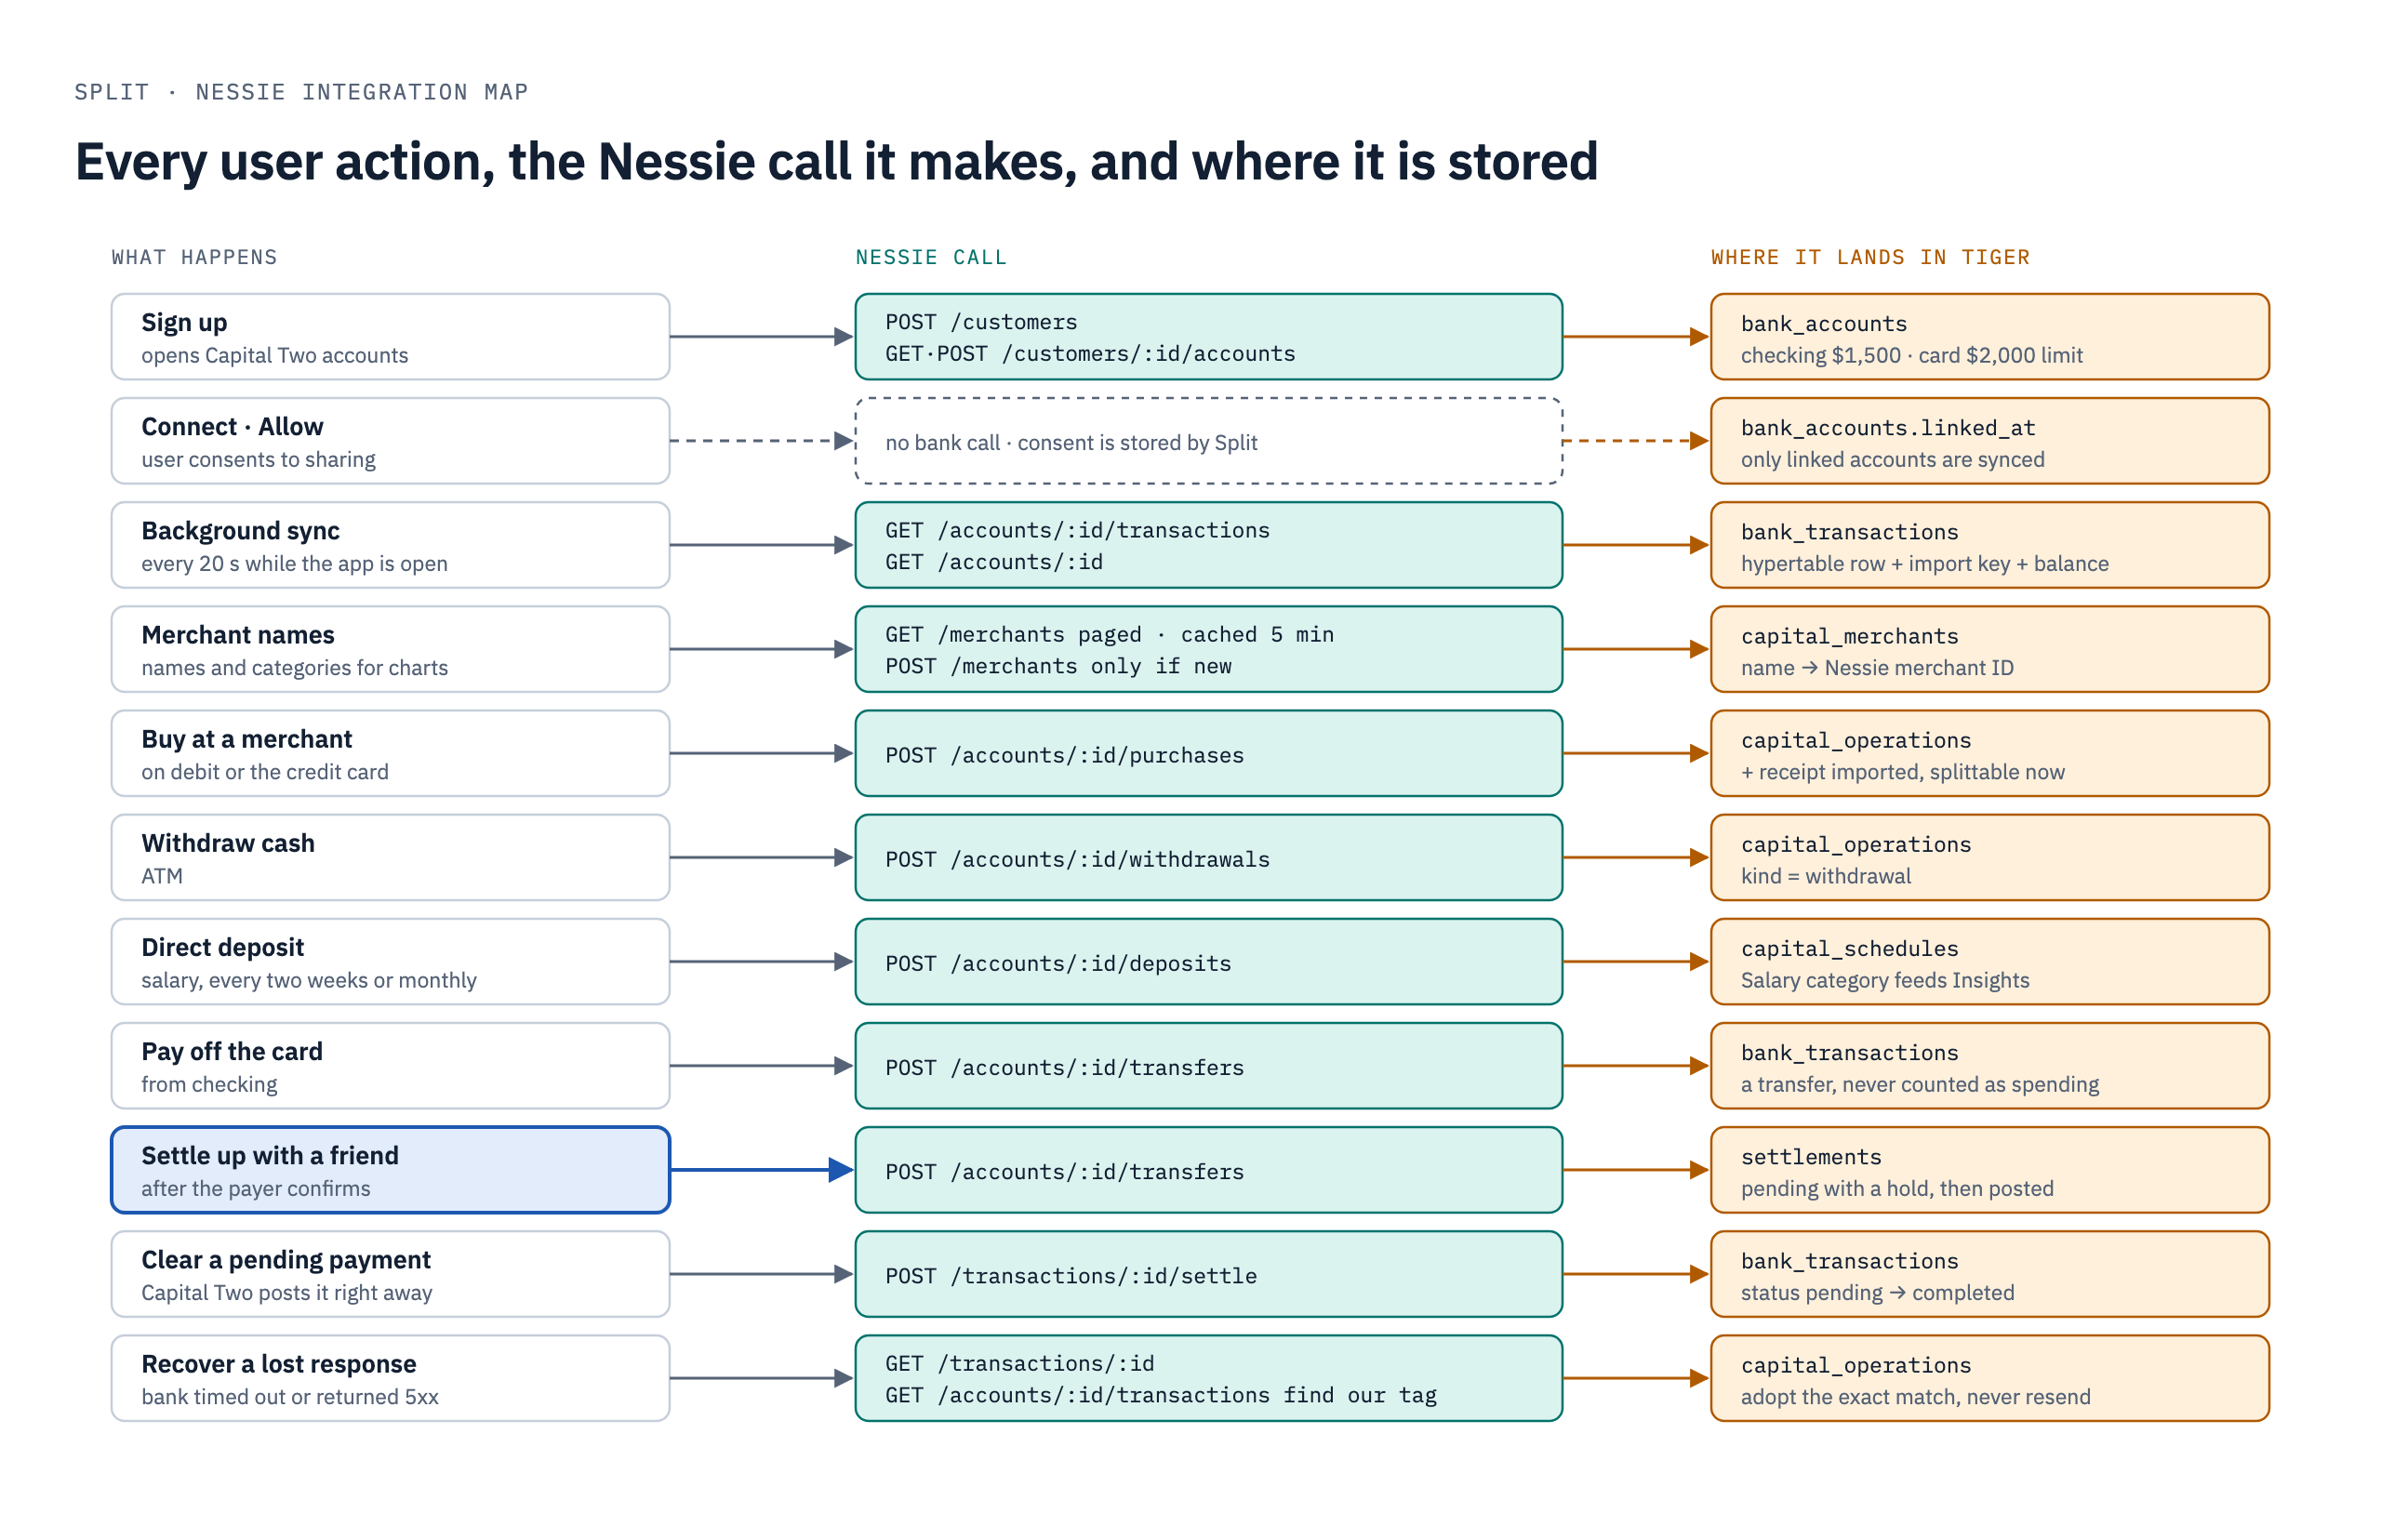 SPLIT · NESSIE INTEGRATION MAP
Every user action, the Nessie call it makes, and where it is stored
WHAT HAPPENS
NESSIE CALL
WHERE IT LANDS IN TIGER
Sign up
opens Capital Two accounts
POST /customers
GET·POST /customers/:id/accounts
bank_accounts
checking $1,500 · card $2,000 limit
Connect · Allow
user consents to sharing
no bank call · consent is stored by Split
bank_accounts.linked_at
only linked accounts are synced
Background sync
every 20 s while the app is open
GET /accounts/:id/transactions
GET /accounts/:id
bank_transactions
hypertable row + import key + balance
Merchant names
names and categories for charts
GET /merchants paged · cached 5 min
POST /merchants only if new
capital_merchants
name → Nessie merchant ID
Buy at a merchant
on debit or the credit card
POST /accounts/:id/purchases
capital_operations
+ receipt imported, splittable now
Withdraw cash
ATM
POST /accounts/:id/withdrawals
capital_operations
kind = withdrawal
Direct deposit
salary, every two weeks or monthly
POST /accounts/:id/deposits
capital_schedules
Salary category feeds Insights
Pay off the card
from checking
POST /accounts/:id/transfers
bank_transactions
a transfer, never counted as spending
Settle up with a friend
after the payer confirms
POST /accounts/:id/transfers
settlements
pending with a hold, then posted
Clear a pending payment
Capital Two posts it right away
POST /transactions/:id/settle
bank_transactions
status pending → completed
Recover a lost response
bank timed out or returned 5xx
GET /transactions/:id
GET /accounts/:id/transactions find our tag
capital_operations
adopt the exact match, never resend